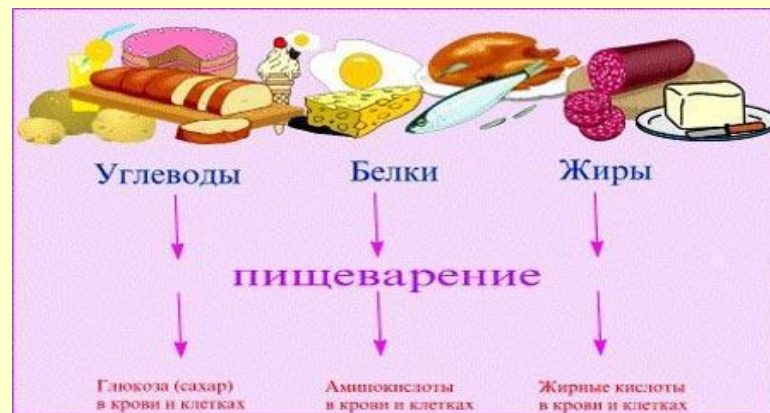 Углеводы Белки Жиры
пищеварение
Глюкоза (сахар) Аминокислоты Жирные кислоты
в крови и клетках в крови и клетках в крови и клетках